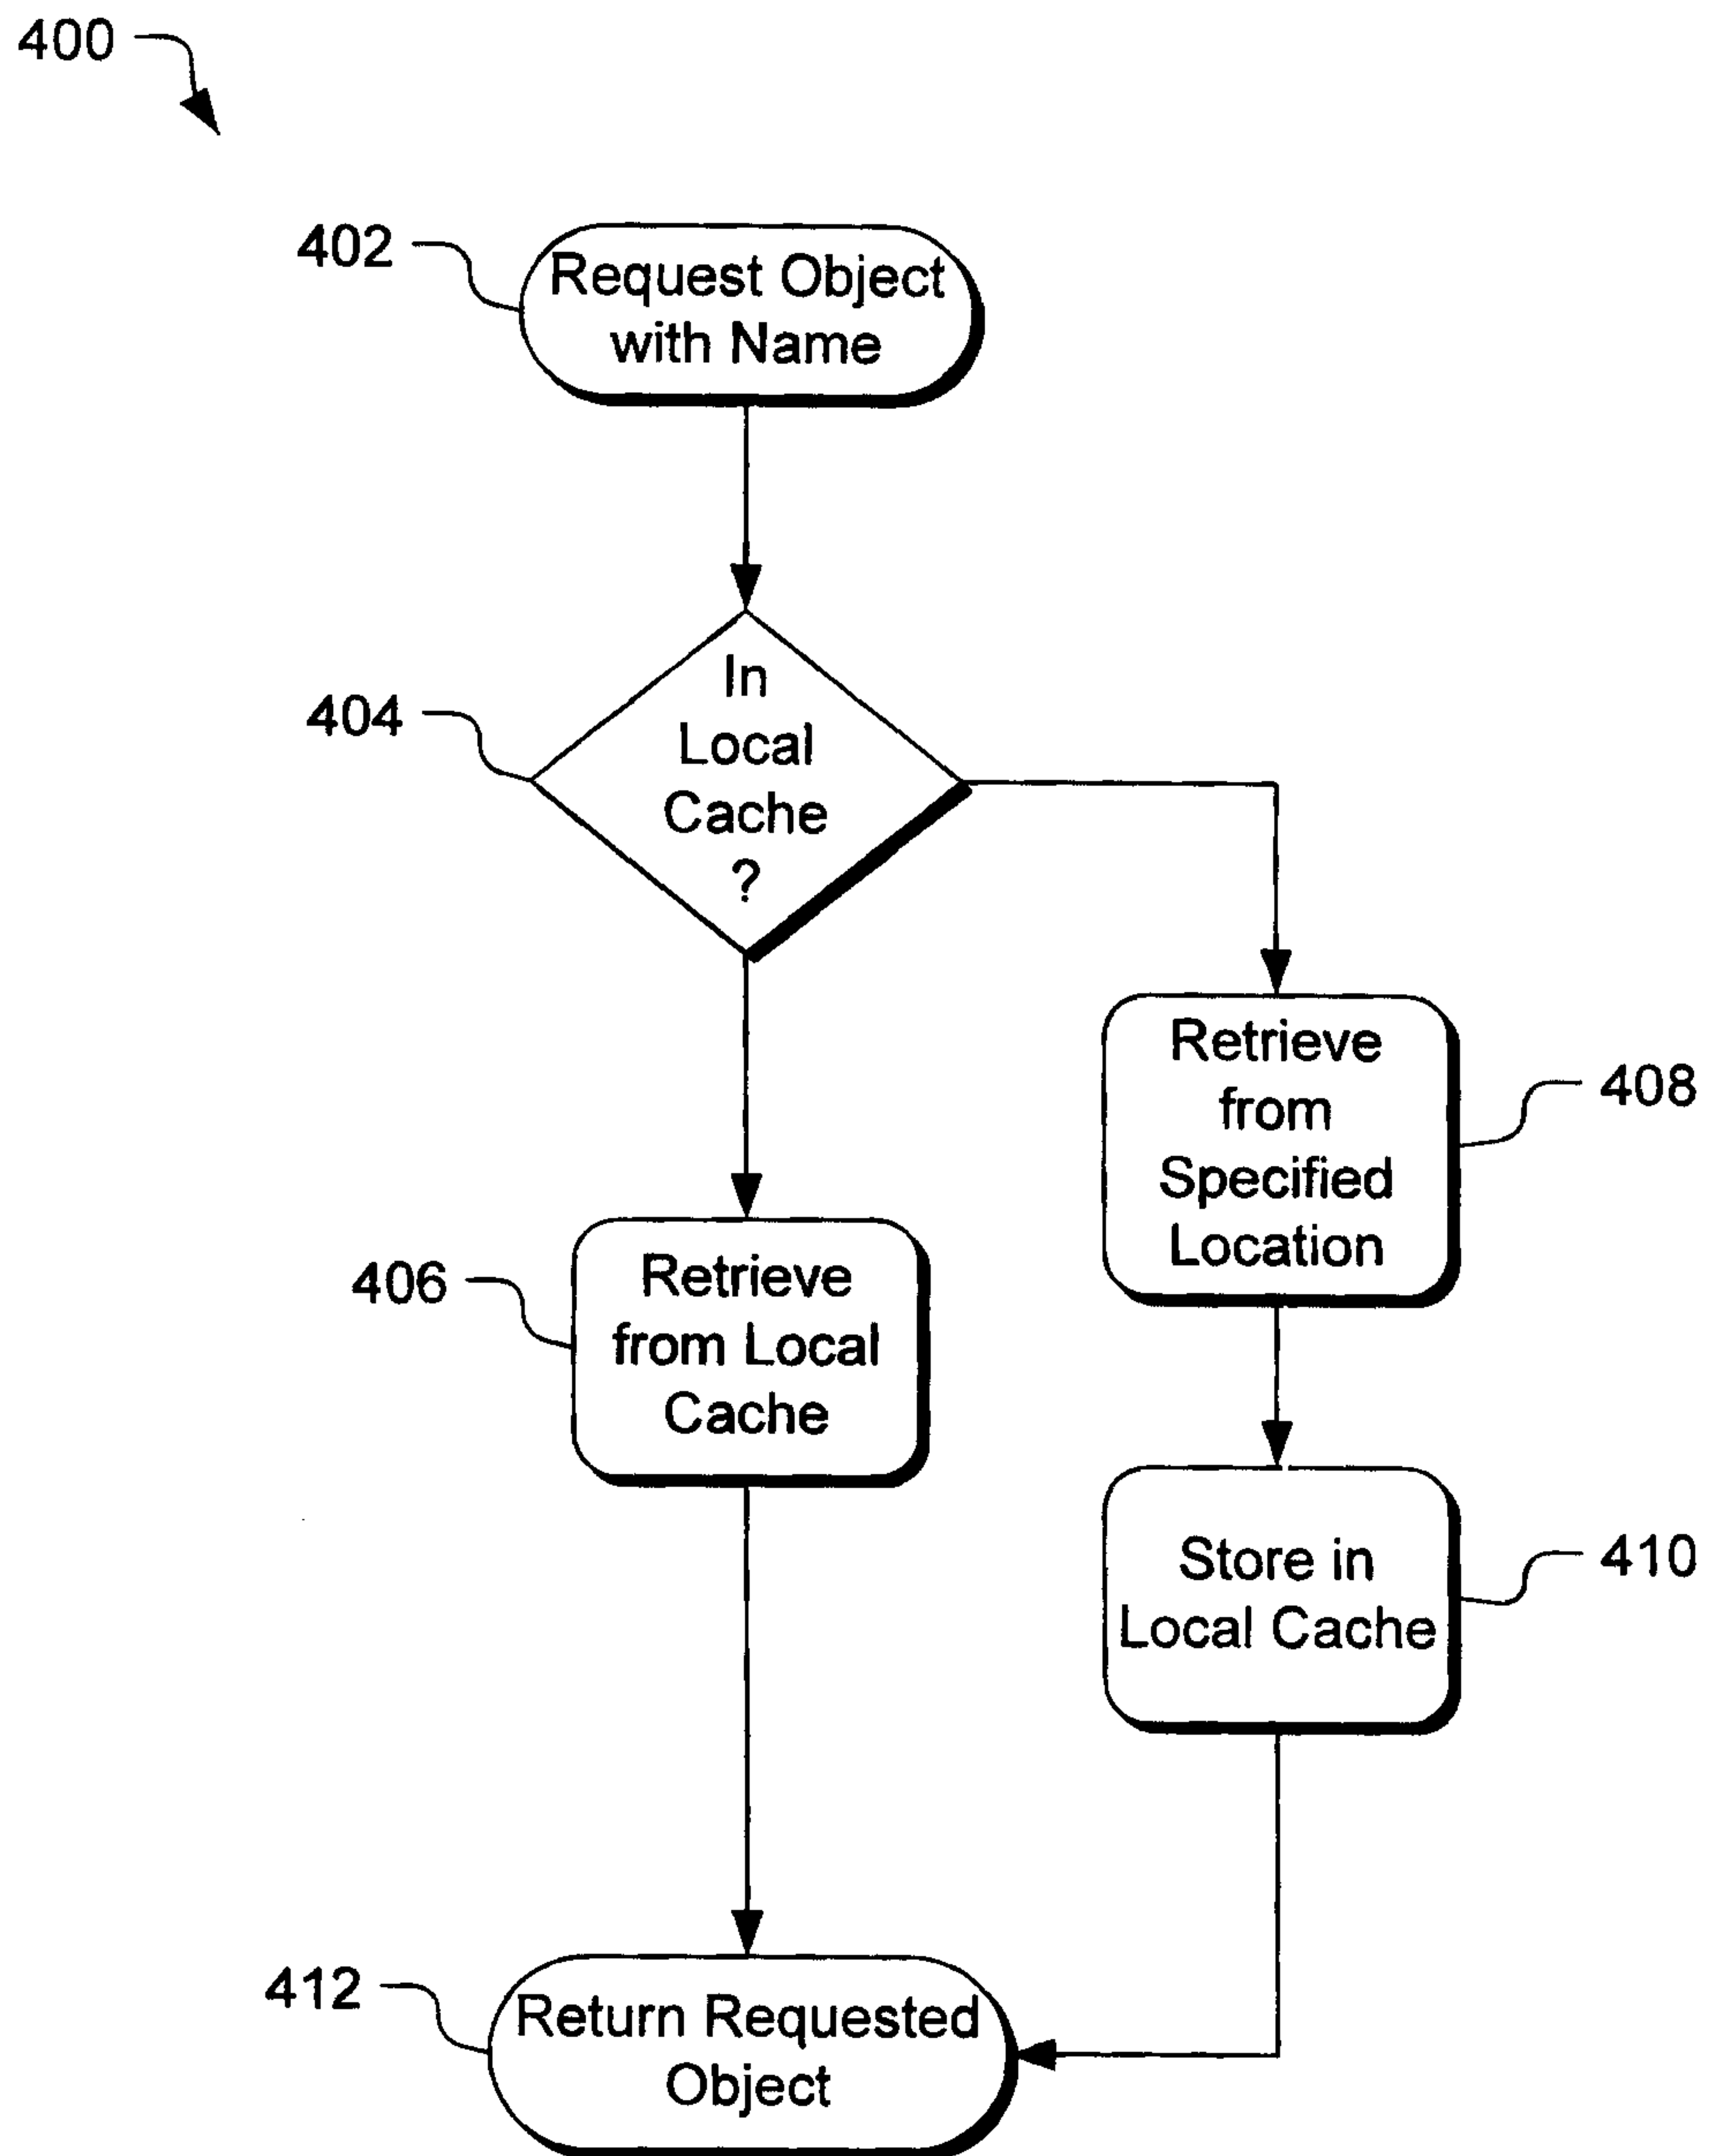 400
402
Request Object
with Name
404
In
Local
Cache
?
Retrieve
from
Specified
Location
408
406
Retrieve
from Local
Cache
Store in
Local Cache
410
412
Return Requested
Object